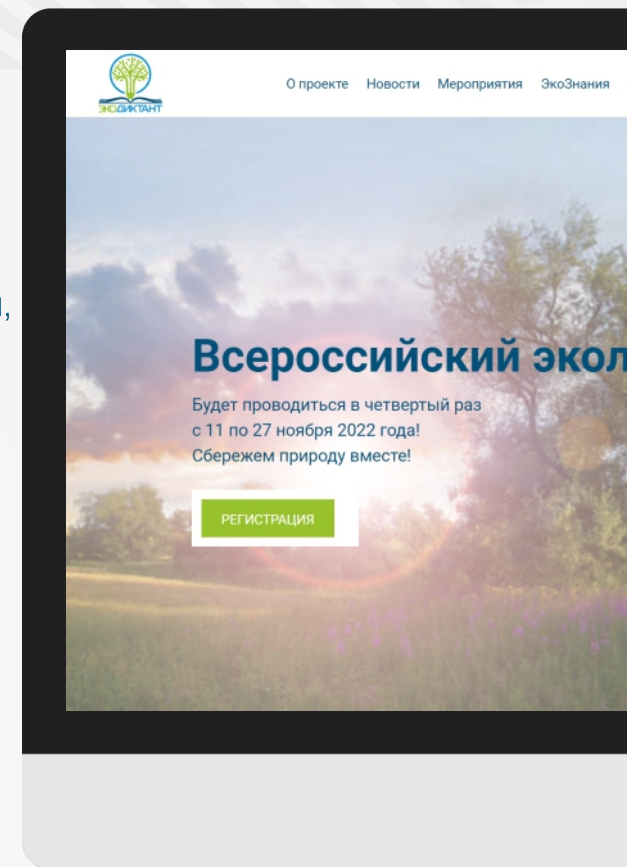 ЭКОДИКТАНТ
О проекте Новости Мероприятия ЭкоЗнания
Всероссийский экол
Будет проводиться в четвертый раз
с 11 по 27 ноября 2022 года!
Сбережем природу вместе!
РЕГИСТРАЦИЯ